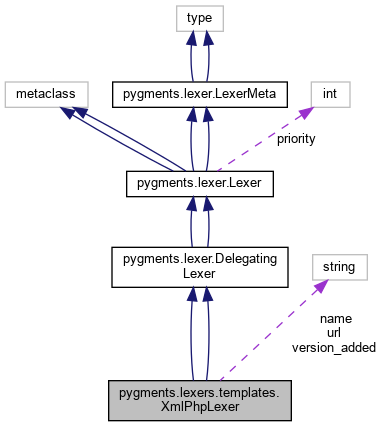 type
metaclass
pygments.lexer.LexerMeta
int
priority
pygments.lexer.Lexer
pygments.lexer.Delegating
Lexer
string
name
url
version_added
pygments.lexers.templates.
XmlPhpLexer